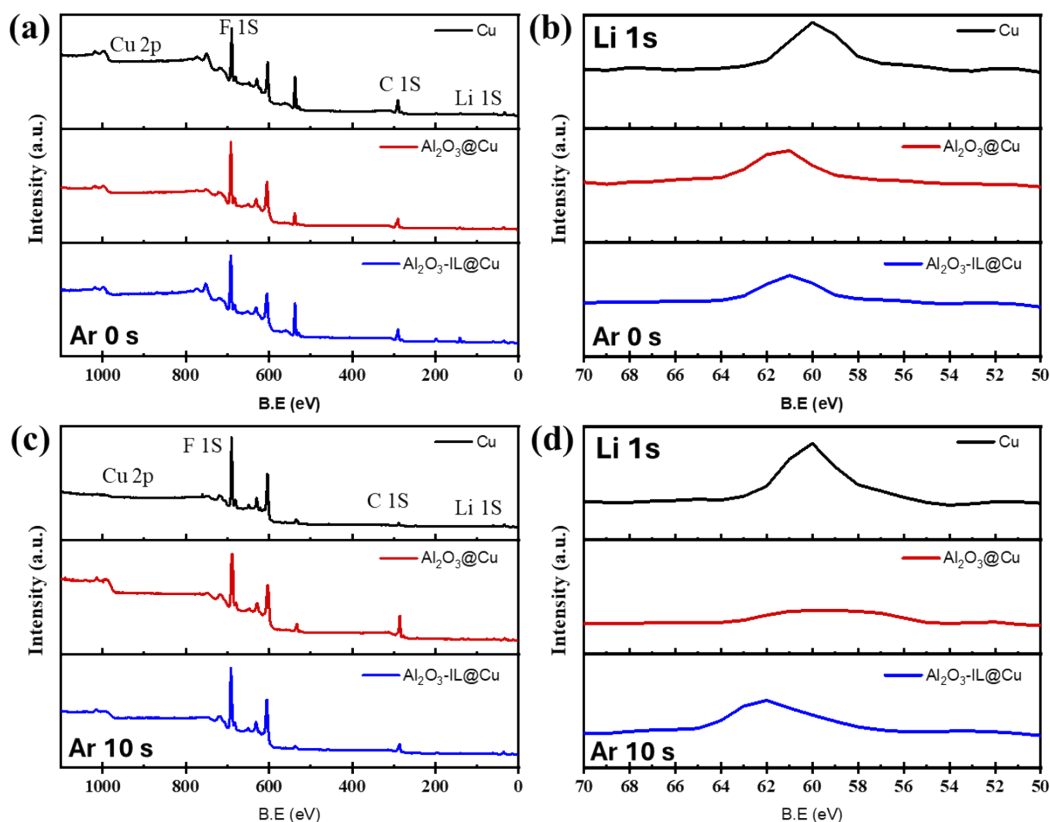 (a)
F 1S
Cu
Cu 2p
C 1S
Li 1S
Al₂O₃@Cu
Al₂O₃-IL@Cu
Ar 0 s
Intensity (a.u.)
1000 800 600 400 200 0
B.E (eV)
(b)
Li 1s
Cu
Al₂O₃@Cu
Al₂O₃-IL@Cu
Ar 0 s
Intensity (a.u.)
70 68 66 64 62 60 58 56 54 52 50
B.E (eV)
(c)
F 1S
Cu
Cu 2p
C 1S
Li 1S
Al₂O₃@Cu
Al₂O₃-IL@Cu
Ar 10 s
Intensity (a.u.)
1000 800 600 400 200 0
B.E (eV)
(d)
Li 1s
Cu
Al₂O₃@Cu
Al₂O₃-IL@Cu
Ar 10 s
Intensity (a.u.)
70 68 66 64 62 60 58 56 54 52 50
B.E (eV)